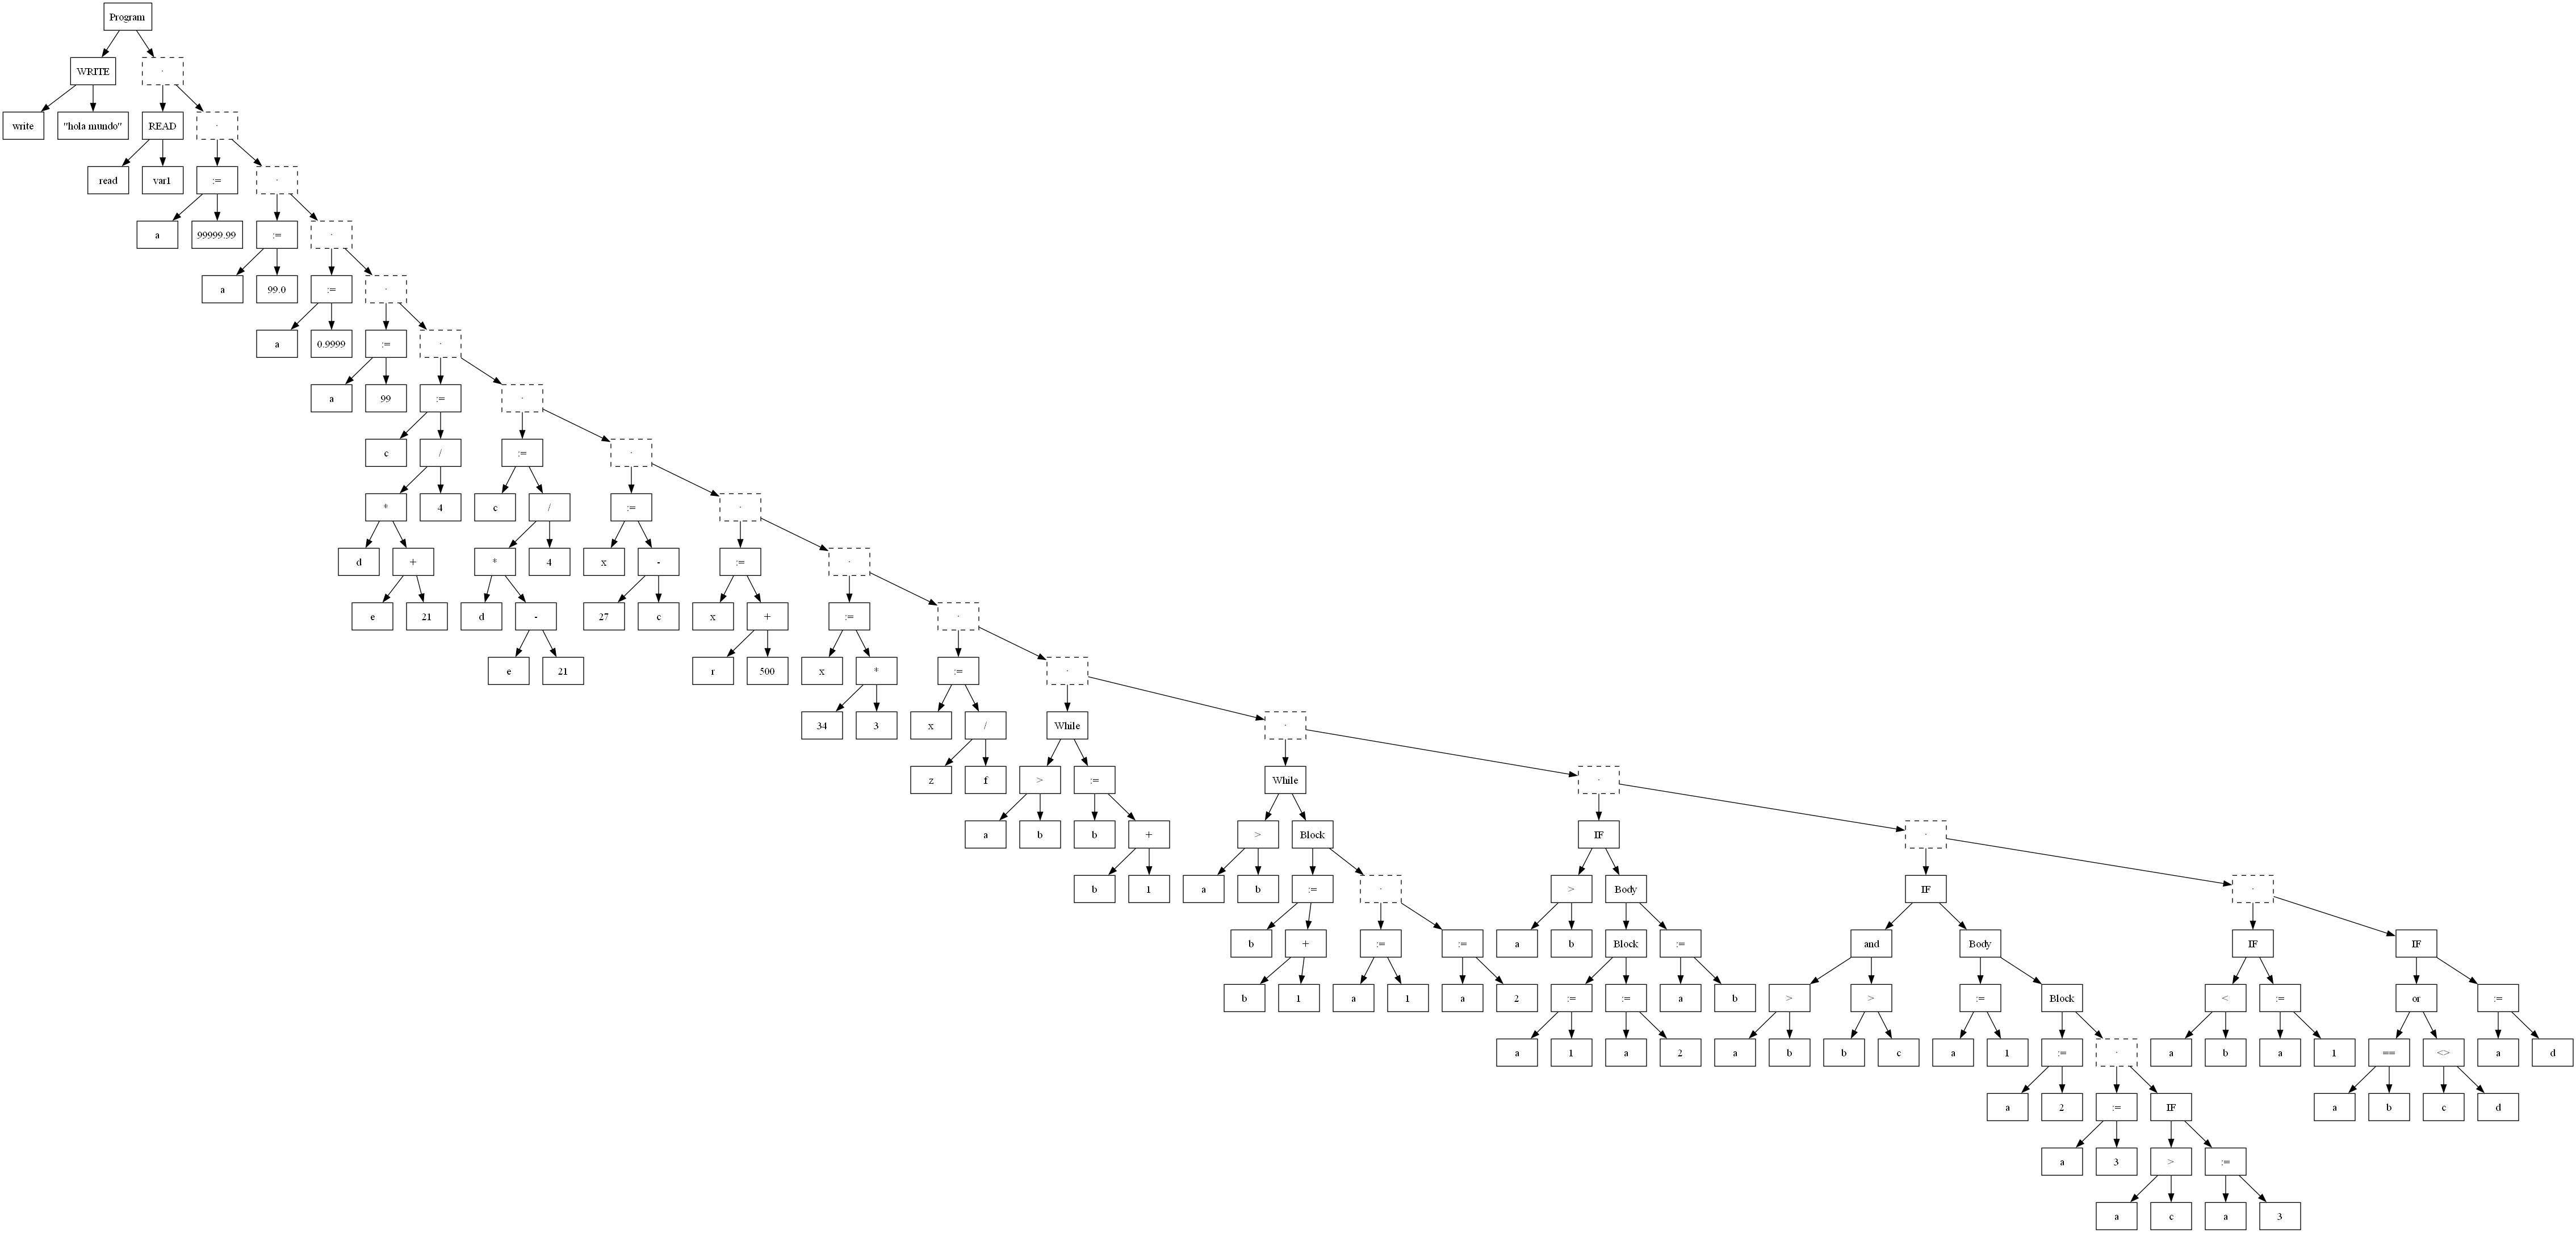 Program
WRITE .
write "hola mundo" READ .
read var1 := .
a 99999.99 := .
a 99.0 := .
a 0.9999 := .
a 99 := .
c / := .
* 4 c / := .
d + * 4 x - := .
e 21 d - 27 c x + := .
e 21 r 500 x * := .
34 3 x / While .
z f > := While .
a b b + > Block IF .
b 1 a b := . > Body IF .
b + := := a b Block := and Body IF IF
b 1 a 1 a 2 := := a b > > := Block < := or :=
a 1 a 2 a b b c a 1 := . a b a 1 == <> a d
a 2 := IF a b c d
a 3 > :=
a c a 3